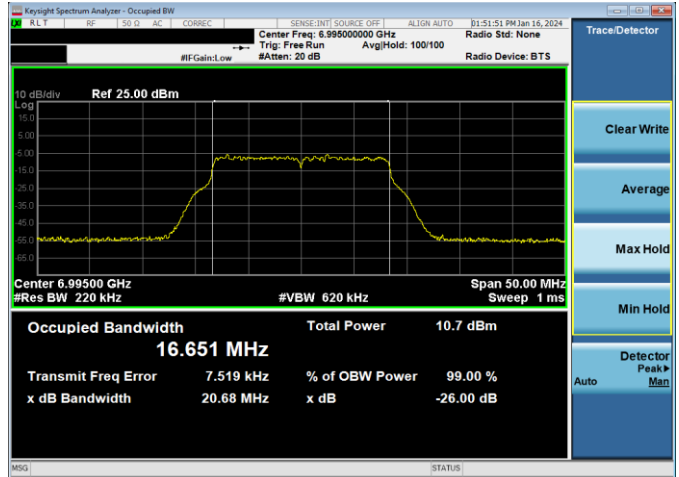 Keysight Spectrum Analyzer - Occupied BW
RLT RF 50 Ω AC CORREC SENSE:INT SOURCE OFF ALIGN AUTO 01:51:51 PM Jan 16, 2024
Center Freq: 6.995000000 GHz Radio Std: None
Trig: Free Run Avg|Hold: 100/100
#IFGain:Low #Atten: 20 dB Radio Device: BTS
Trace/Detector
10 dB/div Ref 25.00 dBm
Log
15.0
5.00
-5.00
-15.0
-25.0
-35.0
-45.0
-55.0
-65.0
Center 6.99500 GHz Span 50.00 MHz
#Res BW 220 kHz #VBW 620 kHz Sweep 1 ms
Occupied Bandwidth Total Power 10.7 dBm
16.651 MHz
Transmit Freq Error 7.519 kHz % of OBW Power 99.00 %
x dB Bandwidth 20.68 MHz x dB -26.00 dB
Clear Write
Average
Max Hold
Min Hold
Detector
Peak▶
Auto Man
MSG STATUS